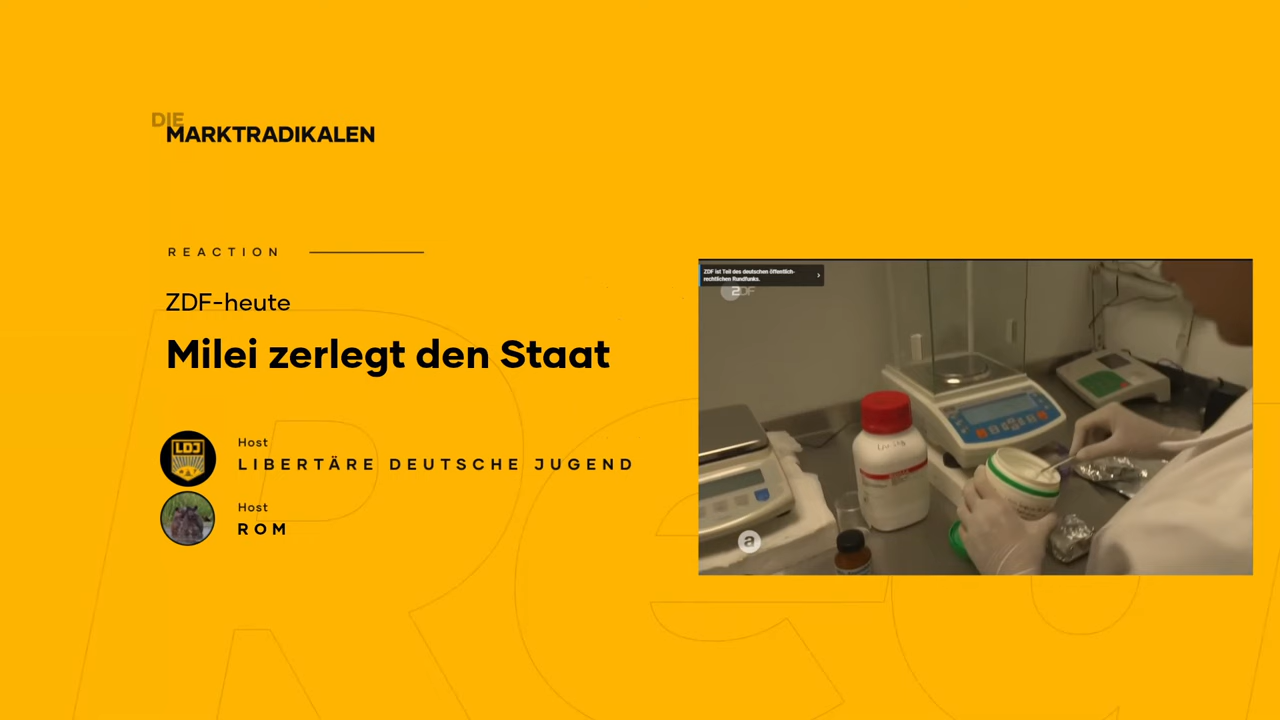 DIE
MARKTRADIKALEN
REACTION
ZDF-heute
Milei zerlegt den Staat
LDJ
Host
LIBERTÄRE DEUTSCHE JUGEND
Host
ROM
ZDF ist Teil des deutschen öffentlich-
rechtlichen Rundfunks.
ZDF
a